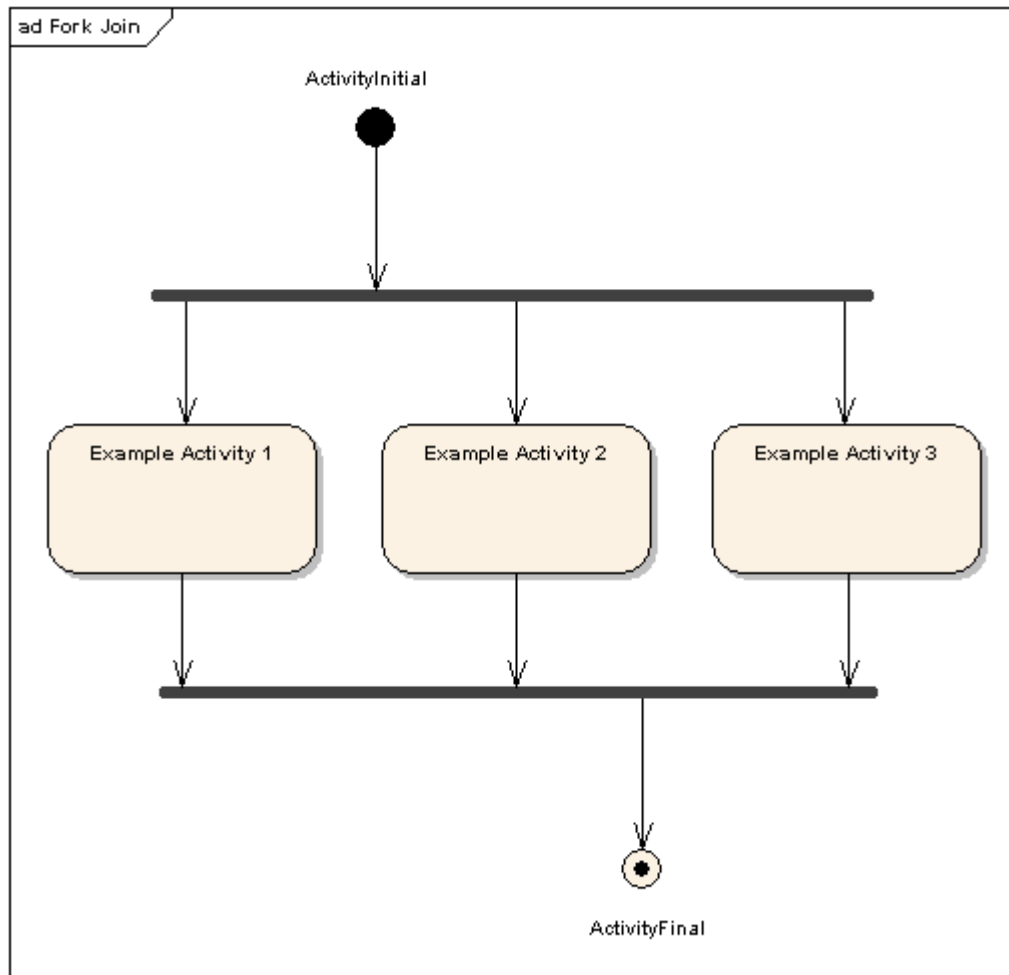 ad Fork Join
ActivityInitial
Example Activity 1
Example Activity 2
Example Activity 3
ActivityFinal